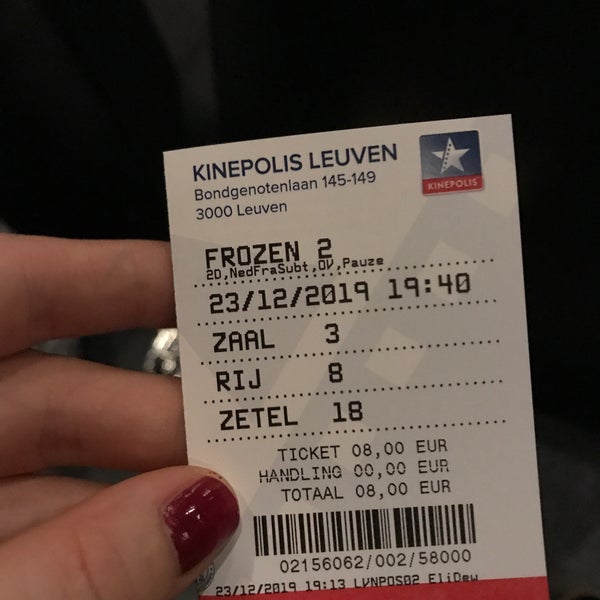 KINEPOLIS LEUVEN
Bondgenotenlaan 145-149
3000 Leuven
KINEPOLIS
FROZEN 2
2D,NedFraSubt,OV,Pauze
23/12/2019 19:40
ZAAL 3
RIJ 8
ZETEL 18
TICKET 08,00 EUR
HANDLING 00,00 EUR
TOTAAL 08,00 EUR
02156062/002/58000
23/12/2019 19:13 LVNPOS02 EliDew